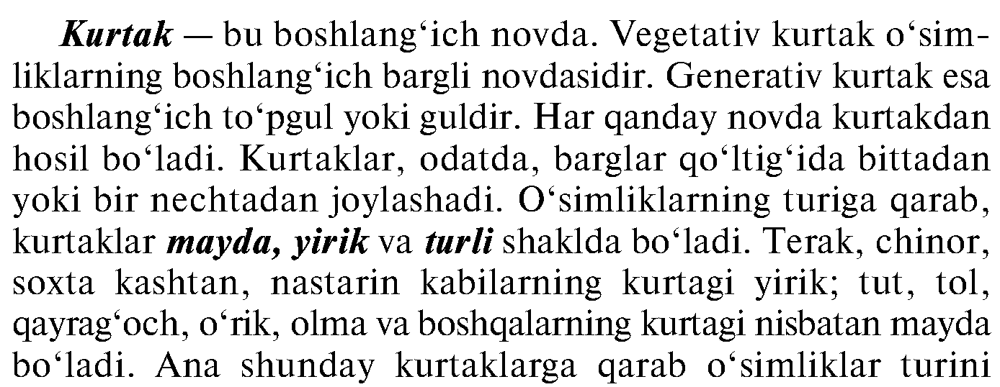 Kurtak — bu boshlang‘ich novda. Vegetativ kurtak o‘sim-
liklarning boshlang‘ich bargli novdasidir. Generativ kurtak esa
boshlang‘ich to‘pgul yoki guldir. Har qanday novda kurtakdan
hosil bo‘ladi. Kurtaklar, odatda, barglar qo‘ltig‘ida bittadan
yoki bir nechtadan joylashadi. O‘simliklarning turiga qarab,
kurtaklar mayda, yirik va turli shaklda bo‘ladi. Terak, chinor,
soxta kashtan, nastarin kabilarning kurtagi yirik; tut, tol,
qayrag‘och, o‘rik, olma va boshqalarning kurtagi nisbatan mayda
bo‘ladi. Ana shunday kurtaklarga qarab o‘simliklar turini